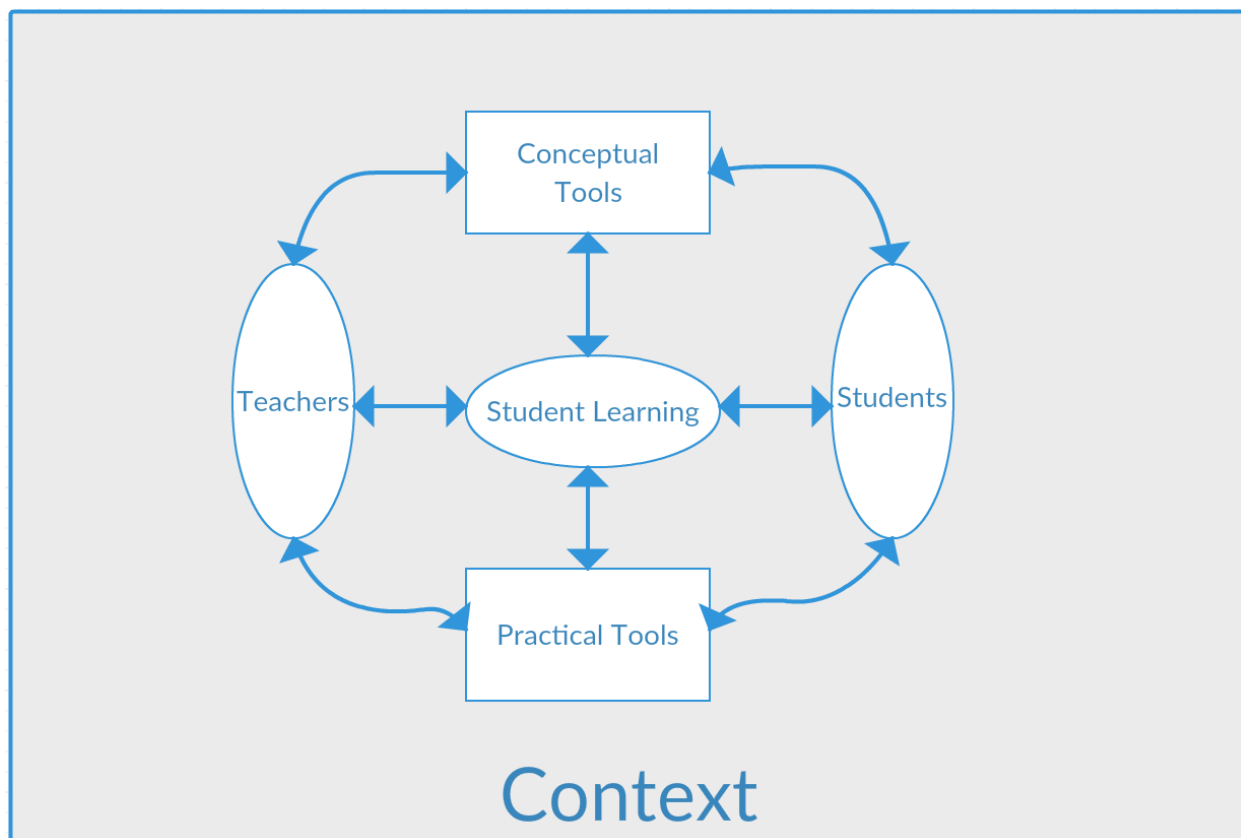 Conceptual
Tools
Teachers
Student Learning
Students
Practical Tools
Context